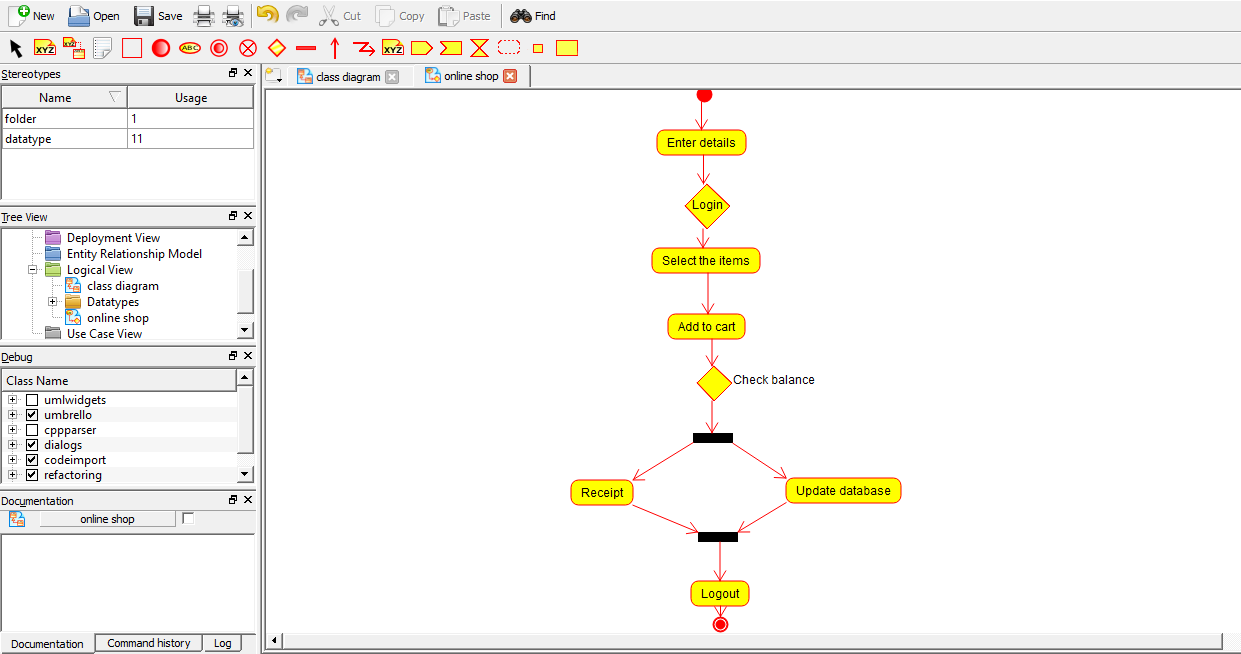 New Open Save Cut Copy Paste Find
XYZ XYZ ABC XYZ
Stereotypes
Name Usage
folder 1
datatype 11
Tree View
Deployment View
Entity Relationship Model
Logical View
class diagram
Datatypes
online shop
Use Case View
Debug
Class Name
umlwidgets
umbrello
cppparser
dialogs
codeimport
refactoring
Documentation
online shop
Documentation Command history Log
class diagram online shop
Enter details
Login
Select the items
Add to cart
Check balance
Receipt Update database
Logout